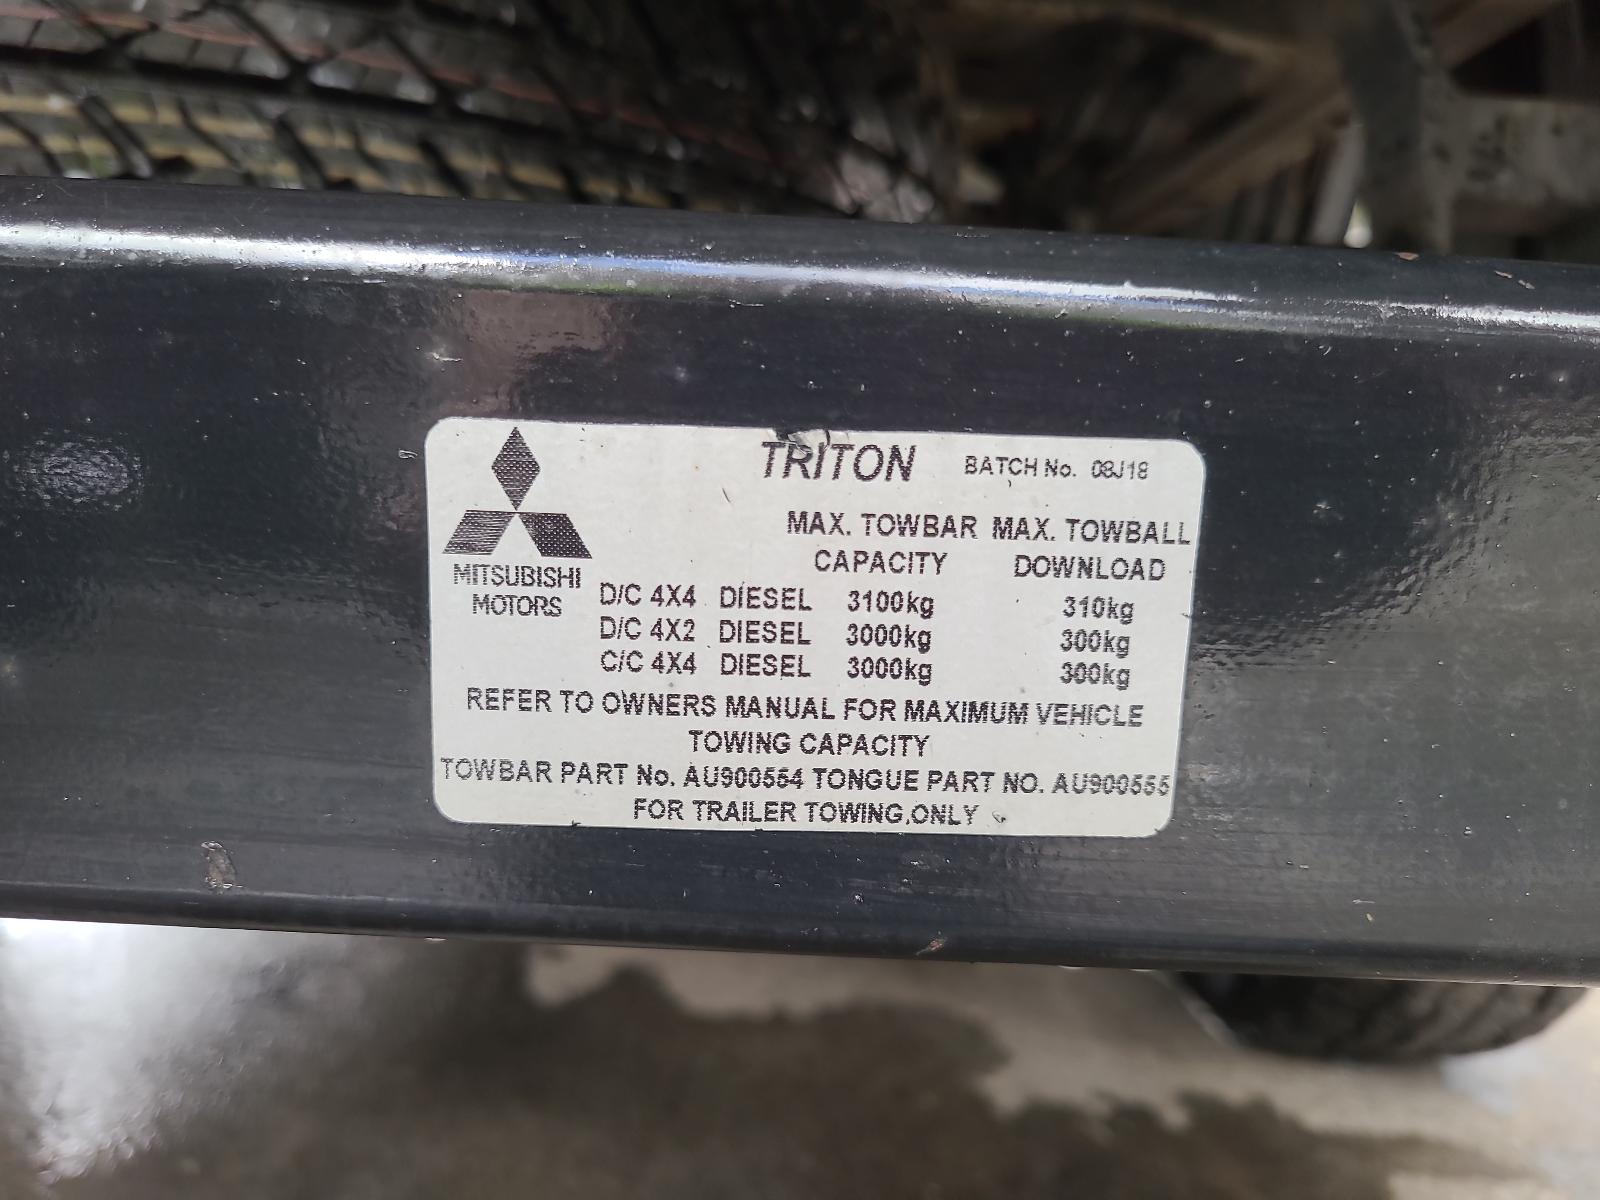 TRITON BATCH No. 08J18
MAX. TOWBAR MAX. TOWBALL
CAPACITY DOWNLOAD
MITSUBISHI
MOTORS
D/C 4X4 DIESEL 3100kg 310kg
D/C 4X2 DIESEL 3000kg 300kg
C/C 4X4 DIESEL 3000kg 300kg
REFER TO OWNERS MANUAL FOR MAXIMUM VEHICLE
TOWING CAPACITY
TOWBAR PART No. AU900554 TONGUE PART NO. AU900555
FOR TRAILER TOWING ONLY